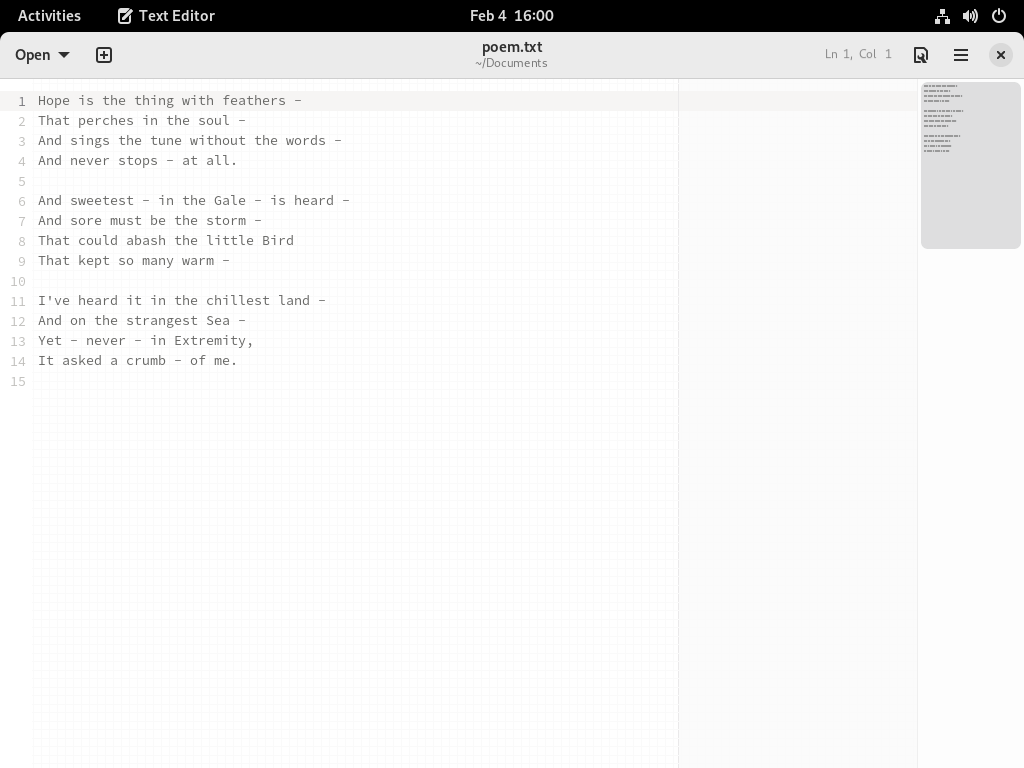 Activities Text Editor Feb 4 16:00
Open poem.txt Ln 1, Col 1
~/Documents
1 Hope is the thing with feathers −
2 That perches in the soul −
3 And sings the tune without the words −
4 And never stops − at all.
5
6 And sweetest − in the Gale − is heard −
7 And sore must be the storm −
8 That could abash the little Bird
9 That kept so many warm −
10
11 I've heard it in the chillest land −
12 And on the strangest Sea −
13 Yet − never − in Extremity,
14 It asked a crumb − of me.
15